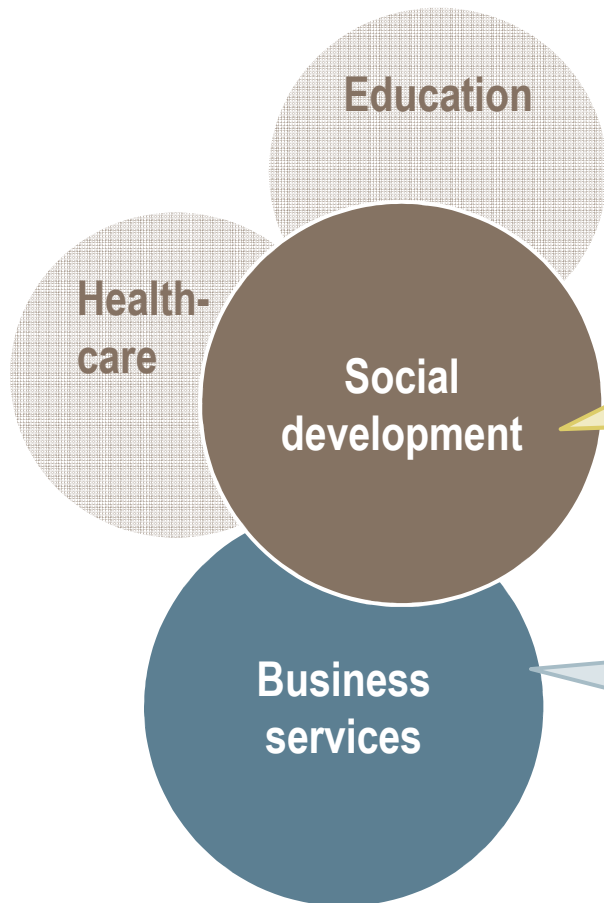 Education
Health-
care
Social
development
Business
services